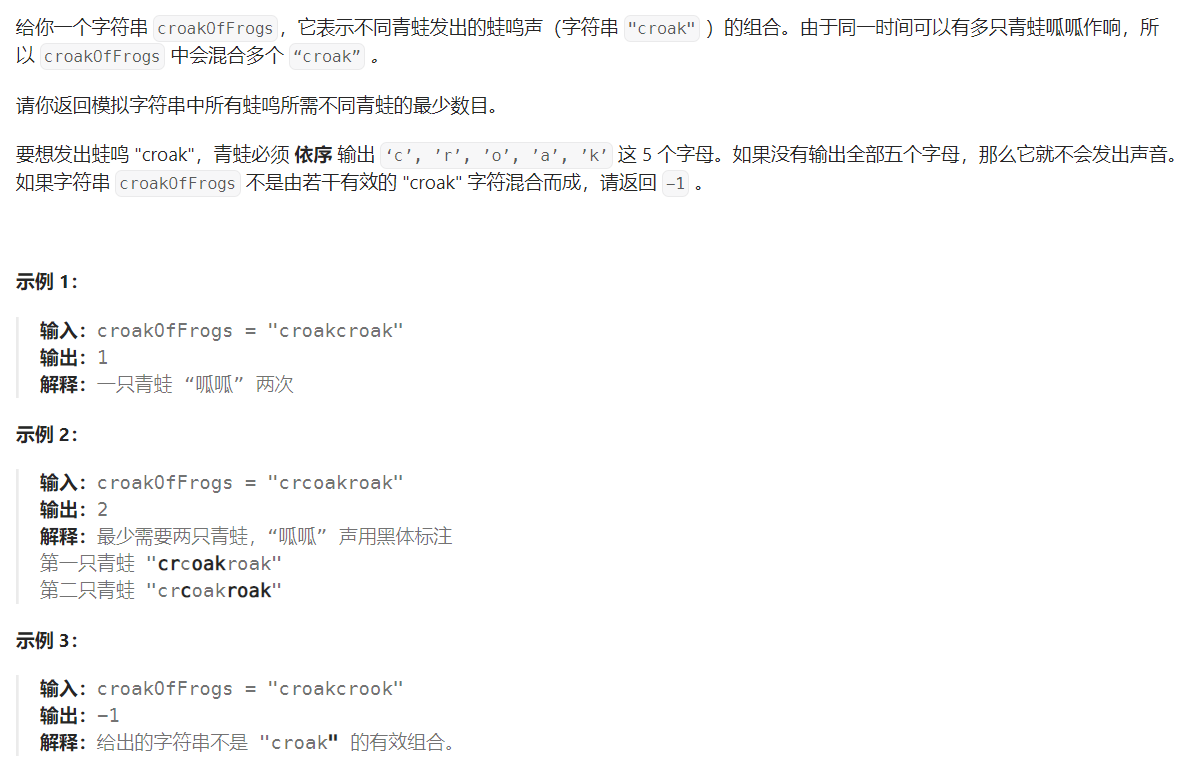 给你一个字符串 croakOfFrogs，它表示不同青蛙发出的蛙鸣声（字符串 "croak" ）的组合。由于同一时间可以有多只青蛙呱呱作响，所
以 croakOfFrogs 中会混合多个 “croak” 。
请你返回模拟字符串中所有蛙鸣所需不同青蛙的最少数目。
要想发出蛙鸣 "croak"，青蛙必须 依序 输出 ‘c’, ’r’, ’o’, ’a’, ’k’ 这 5 个字母。如果没有输出全部五个字母，那么它就不会发出声音。
如果字符串 croakOfFrogs 不是由若干有效的 "croak" 字符混合而成，请返回 -1 。
示例 1：
输入：croakOfFrogs = "croakcroak"
输出：1
解释：一只青蛙 “呱呱” 两次
示例 2：
输入：croakOfFrogs = "crcoakroak"
输出：2
解释：最少需要两只青蛙，“呱呱” 声用黑体标注
第一只青蛙 "crcoakroak"
第二只青蛙 "crcoakroak"
示例 3：
输入：croakOfFrogs = "croakcrook"
输出：-1
解释：给出的字符串不是 "croak" 的有效组合。